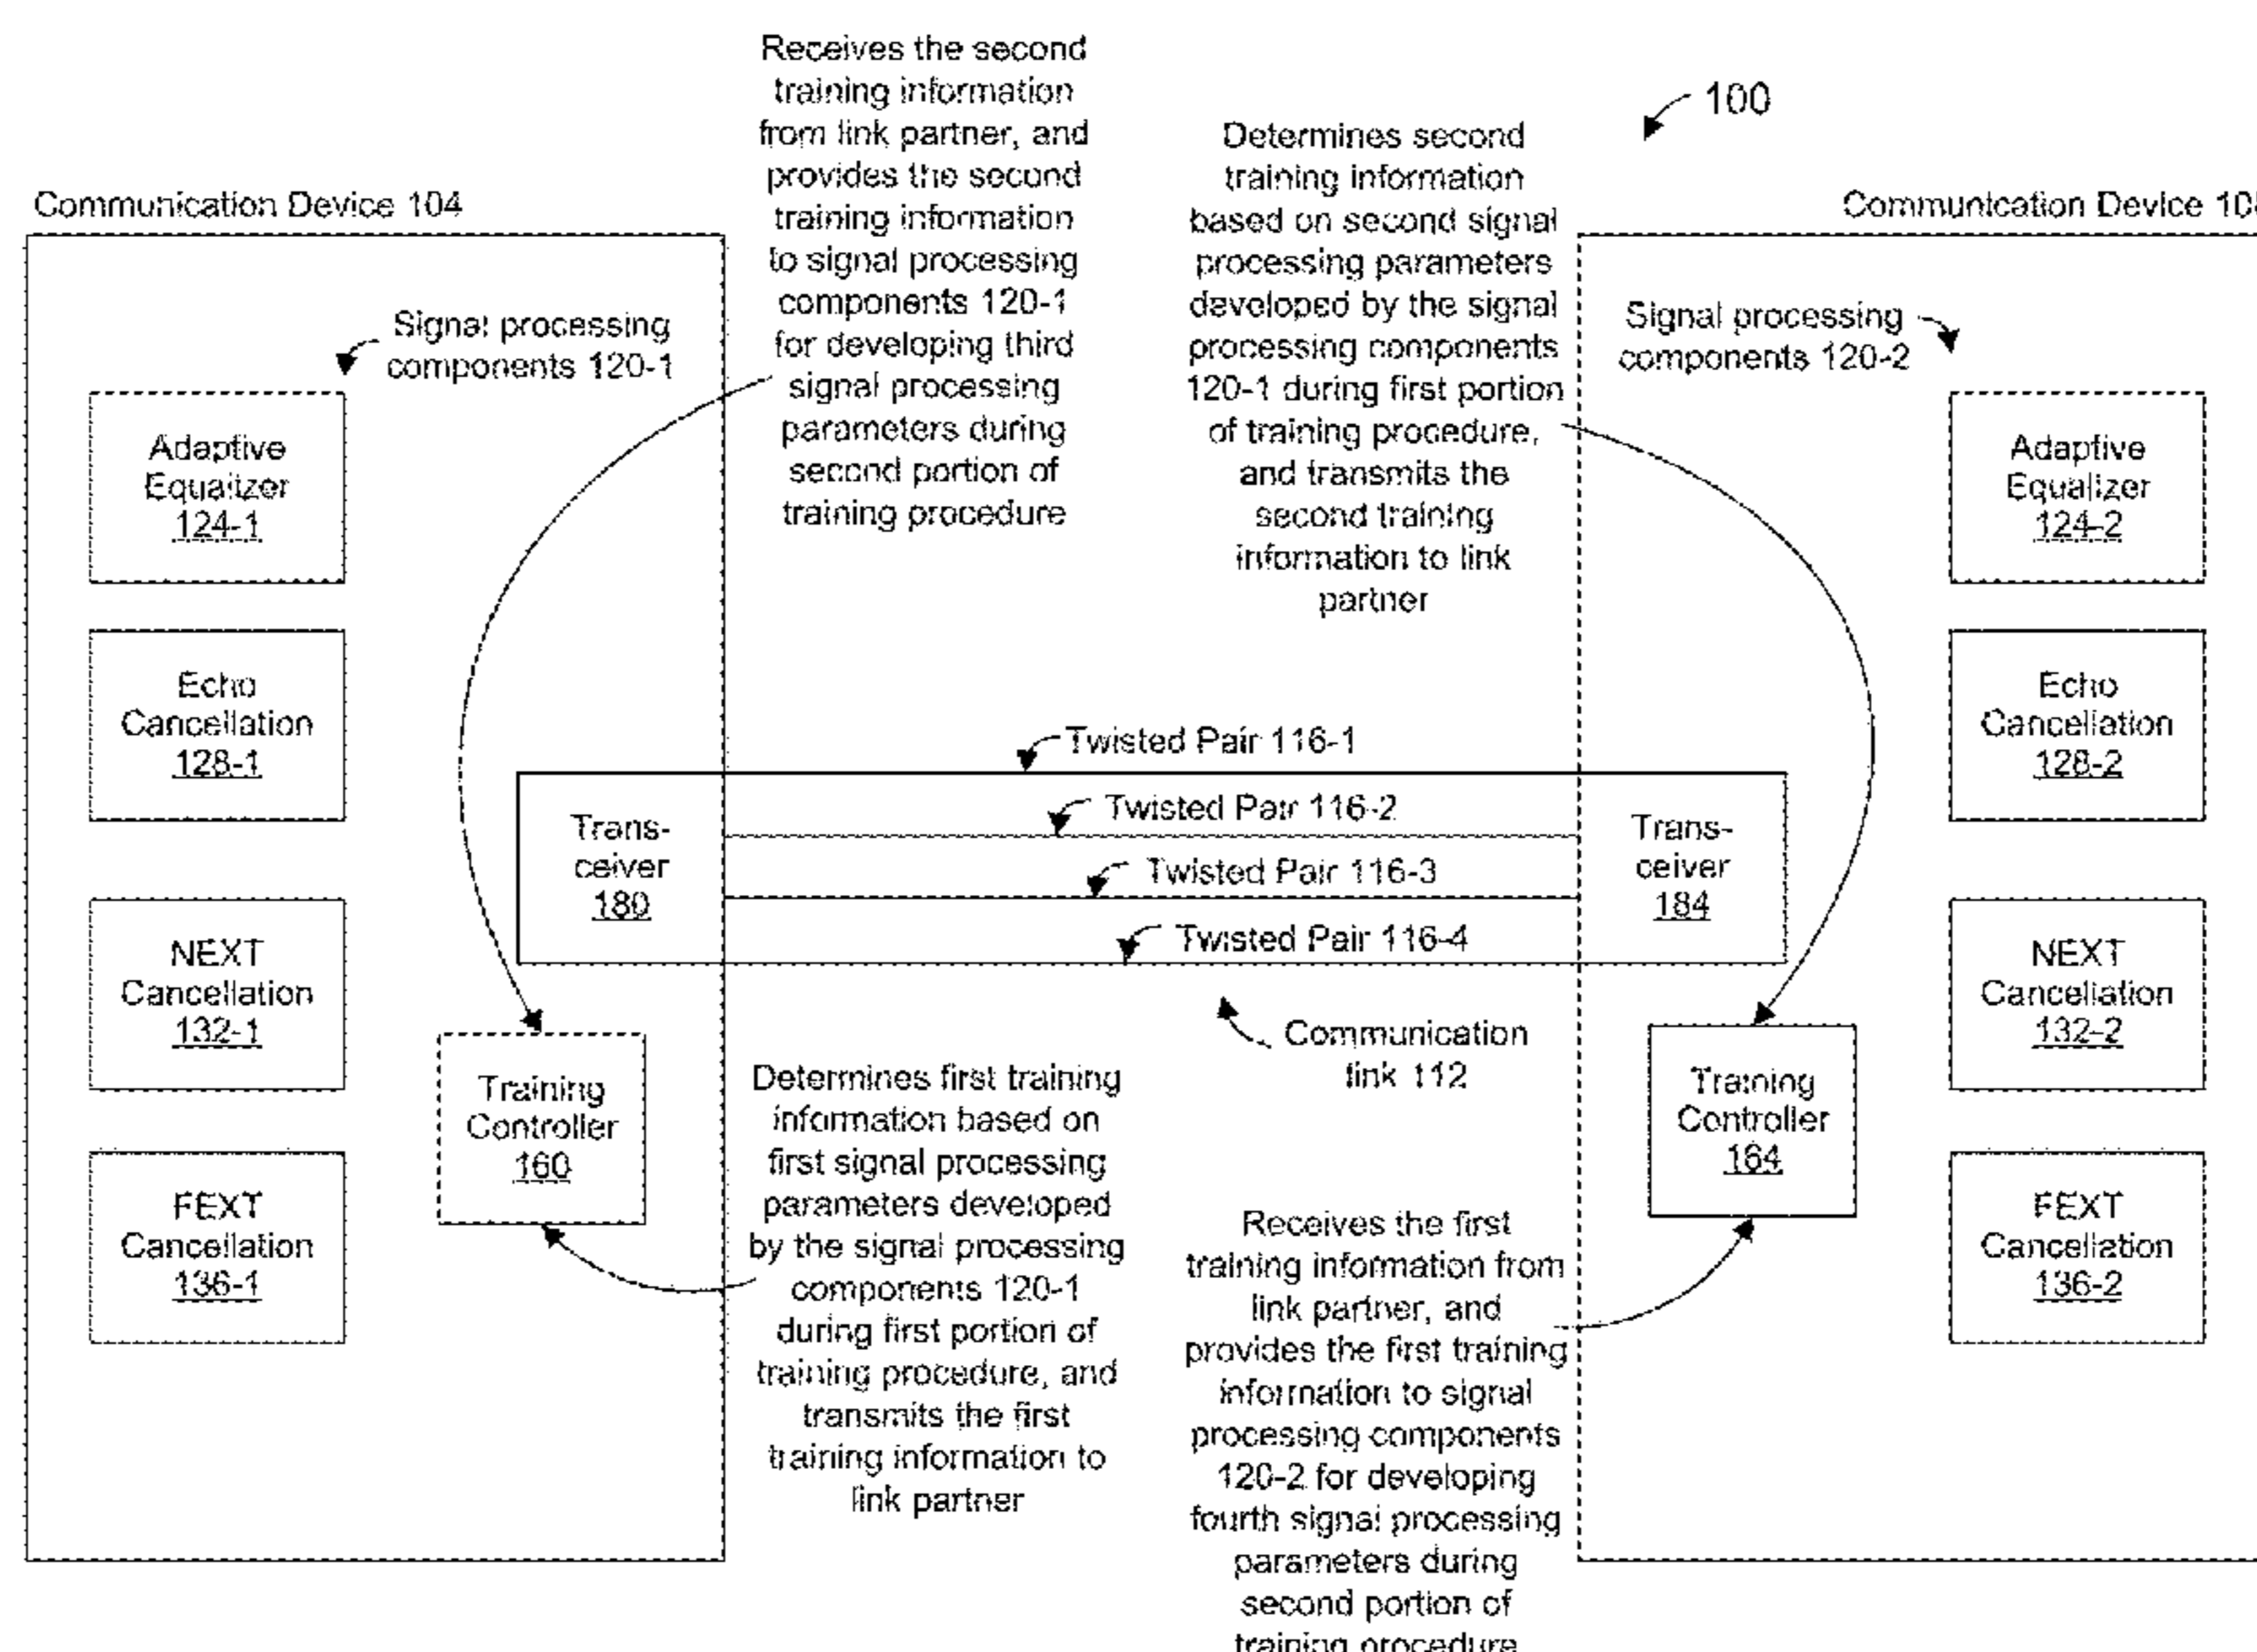 100
Communication Device 104
Signal processing
components 120-1
Adaptive
Equalizer
124-1
Echo
Cancellation
128-1
NEXT
Cancellation
132-1
FEXT
Cancellation
136-1
Trans-
ceiver
180
Training
Controller
160
Receives the second
training information
from link partner, and
provides the second
training information
to signal processing
components 120-1
for developing third
signal processing
parameters during
second portion of
training procedure
Determines second
training information
based on second signal
processing parameters
developed by the signal
processing components
120-1 during first portion
of training procedure,
and transmits the
second training
information to link
partner
Twisted Pair 116-1
Twisted Pair 116-2
Twisted Pair 116-3
Twisted Pair 116-4
Communication
link 112
Determines first training
information based on
first signal processing
parameters developed
by the signal processing
components 120-1
during first portion of
training procedure, and
transmits the first
training information to
link partner
Receives the first
training information from
link partner, and
provides the first training
information to signal
processing components
120-2 for developing
fourth signal processing
parameters during
second portion of
training procedure
Communication Device
Signal processing
components 120-2
Adaptive
Equalizer
124-2
Echo
Cancellation
128-2
NEXT
Cancellation
132-2
FEXT
Cancellation
136-2
Trans-
ceiver
184
Training
Controller
164